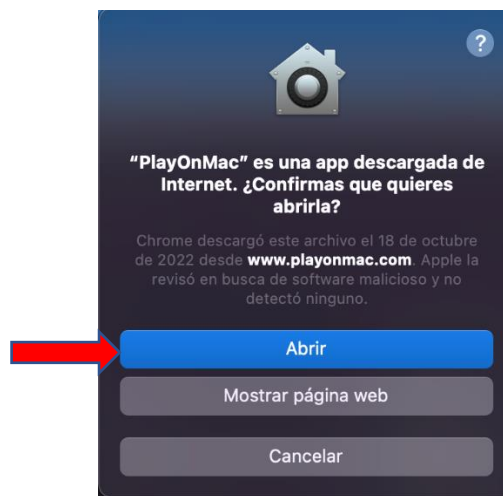 ?
“PlayOnMac” es una app descargada de
Internet. ¿Confirmas que quieres
abrirla?
Chrome descargó este archivo el 18 de octubre
de 2022 desde www.playonmac.com. Apple la
revisó en busca de software malicioso y no
detectó ninguno.
Abrir
Mostrar página web
Cancelar